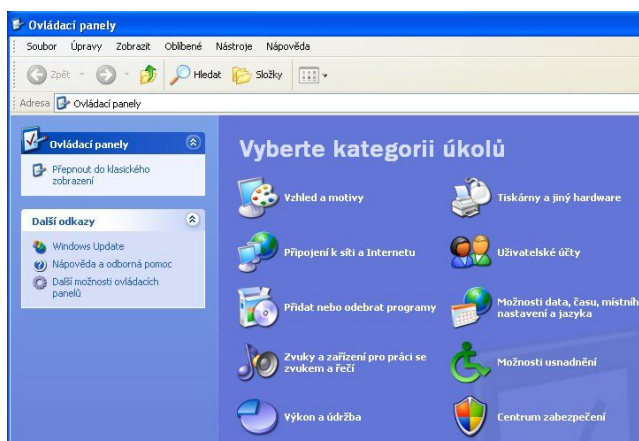 Ovládací panely
Soubor Úpravy Zobrazit Oblíbené Nástroje Nápověda
Zpět Hledat Složky
Adresa Ovládací panely
Ovládací panely
Přepnout do klasického
zobrazení
Další odkazy
Windows Update
Nápověda a odborná pomoc
Další možnosti ovládacích
panelů
Vyberte kategorii úkolů
Vzhled a motivy
Tiskárny a jiný hardware
Připojení k síti a Internetu
Uživatelské účty
Přidat nebo odebrat programy
Možnosti data, času, místního
nastavení a jazyka
Zvuky a zařízení pro práci se
zvukem a řečí
Možnosti usnadnění
Výkon a údržba
Centrum zabezpečení